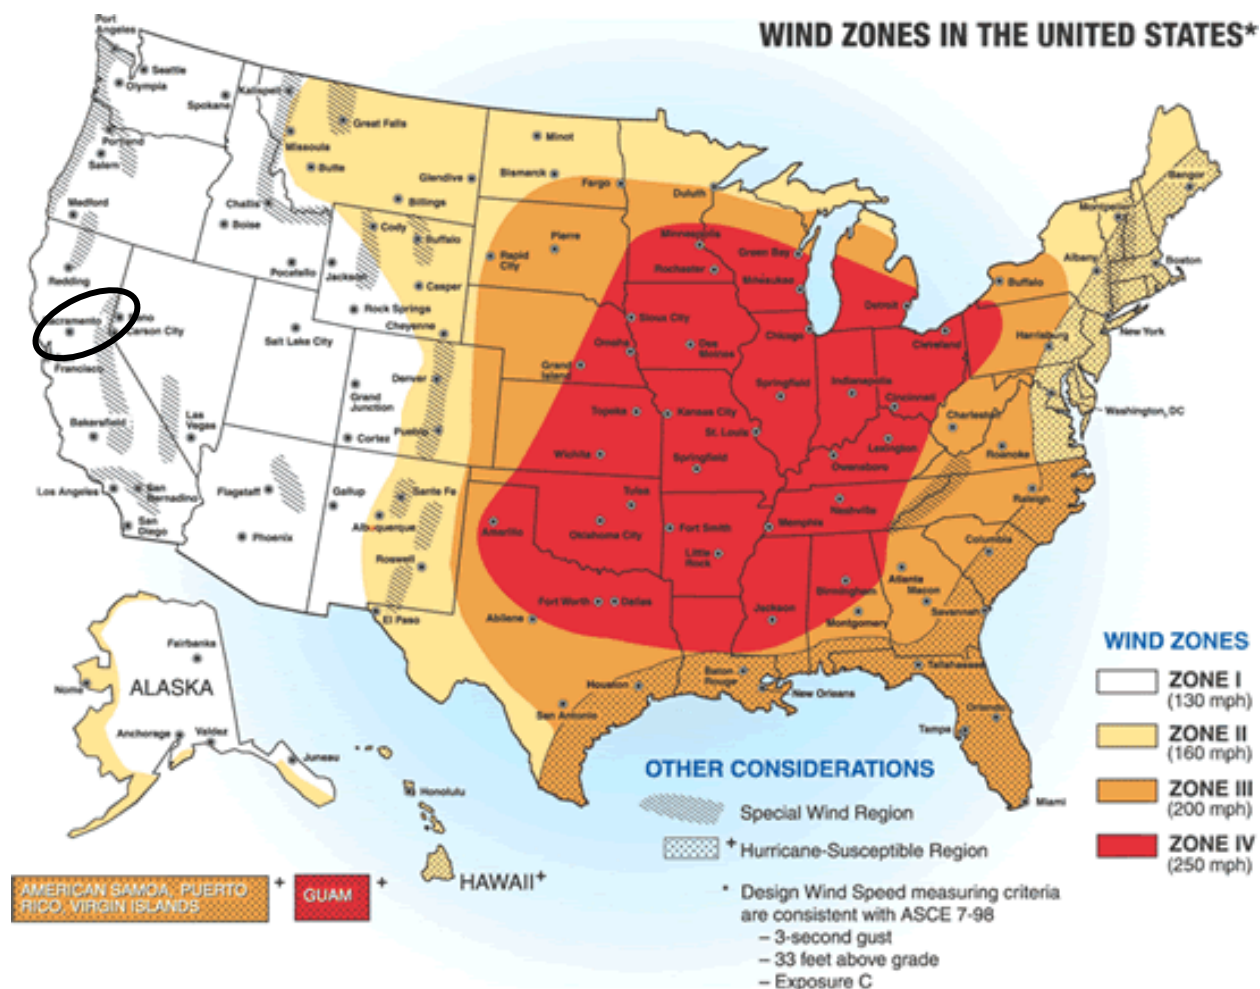 WIND ZONES IN THE UNITED STATES*
Port
Angeles
Seattle
Olympia
Spokane
Kalispell
Great Falls
Missoula
Butte
Glendive
Billings
Minot
Bismarck
Fargo
Duluth
Portland
Salem
Medford
Challis
Boise
Pocatello
Jackson
Cody
Buffalo
Casper
Rock Springs
Cheyenne
Rapid
City
Pierre
Minneapolis
Rochester
Green Bay
Milwaukee
Detroit
Buffalo
Albany
Montpelier
Bangor
Boston
New York
Harrisburg
Washington, DC
Redding
Reno
Carson City
Francisco
Salt Lake City
Grand
Junction
Cortez
Denver
Pueblo
Sioux City
Omaha
Grand
Island
Des
Moines
Chicago
Cleveland
Springfield
Indianapolis
Cincinnati
Charleston
Topeka
Kansas City
St. Louis
Lexington
Owensboro
Roanoke
Wichita
Springfield
Bakersfield
Las
Vegas
Los Angeles
San
Bernadino
San
Diego
Flagstaff
Phoenix
Gallup
Santa Fe
Albuquerque
Roswell
El Paso
Amarillo
Tulsa
Oklahoma City
Fort Smith
Little
Rock
Memphis
Nashville
Raleigh
Columbia
Atlanta
Macon
Savannah
Birmingham
Montgomery
Jackson
Fort Worth
Dallas
Abilene
San Antonio
Houston
Baton
Rouge
New Orleans
Tallahassee
Orlando
Tampa
Miami
Fairbanks
Nome
ALASKA
Anchorage
Valdez
Juneau
Honolulu
HAWAII+
AMERICAN SAMOA, PUERTO
RICO, VIRGIN ISLANDS
+
GUAM
+
WIND ZONES
ZONE I
(130 mph)
ZONE II
(160 mph)
ZONE III
(200 mph)
ZONE IV
(250 mph)
OTHER CONSIDERATIONS
Special Wind Region
+ Hurricane-Susceptible Region
* Design Wind Speed measuring criteria
are consistent with ASCE 7-98
– 3-second gust
– 33 feet above grade
– Exposure C